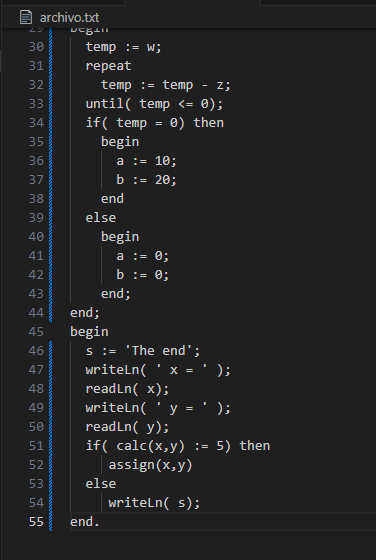 archivo.txt
29 begin
30 temp := w;
31 repeat
32 temp := temp - z;
33 until( temp <= 0);
34 if( temp = 0) then
35 begin
36 a := 10;
37 b := 20;
38 end
39 else
40 begin
41 a := 0;
42 b := 0;
43 end;
44 end;
45 begin
46 s := 'The end';
47 writeLn( ' x = ' );
48 readLn( x);
49 writeLn( ' y = ' );
50 readLn( y);
51 if( calc(x,y) := 5) then
52 assign(x,y)
53 else
54 writeLn( s);
55 end.